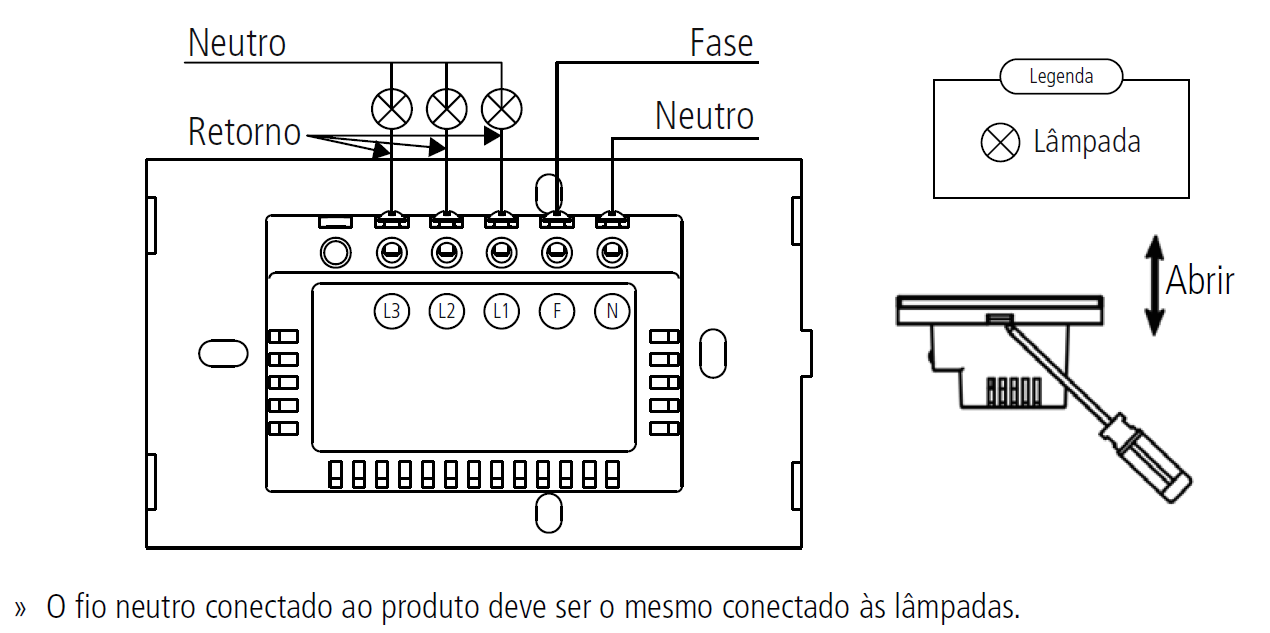 Neutro
Fase
Legenda
Retorno
Neutro
Lâmpada
Abrir
L3 L2 L1 F N
» O fio neutro conectado ao produto deve ser o mesmo conectado às lâmpadas.